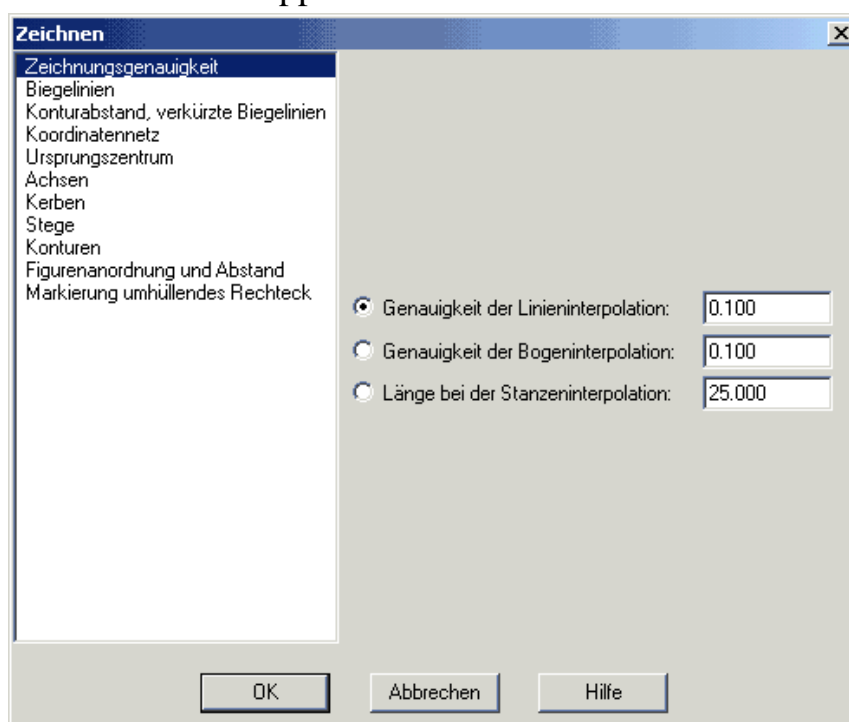 Zeichnen
Zeichnungsgenauigkeit
Biegelinien
Konturabstand, verkürzte Biegelinien
Koordinatennetz
Ursprungszentrum
Achsen
Kerben
Stege
Konturen
Figurenanordnung und Abstand
Markierung umhüllendes Rechteck
Genauigkeit der Linieninterpolation: 0.100
Genauigkeit der Bogeninterpolation: 0.100
Länge bei der Stanzeninterpolation: 25.000
OK Abbrechen Hilfe